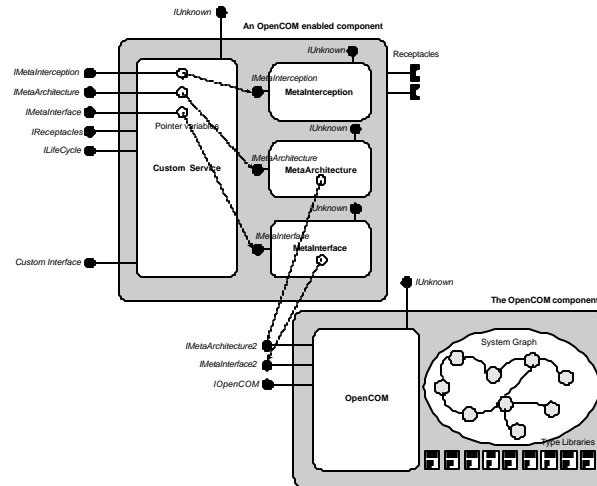 IUnknown
An OpenCOM enabled component
IUnknown
Receptacles
IMetaInterception
IMetaInterception
MetaInterception
IMetaArchitecture
IMetaInterface
Pointer variables
IUnknown
IReceptacles
ILifeCycle
IMetaArchitecture
Custom Service
MetaArchitecture
IUnknown
IMetaInterface
MetaInterface
Custom Interface
IUnknown
The OpenCOM component
IMetaArchitecture2
System Graph
IMetaInterface2
IOpenCOM
OpenCOM
Type Libraries